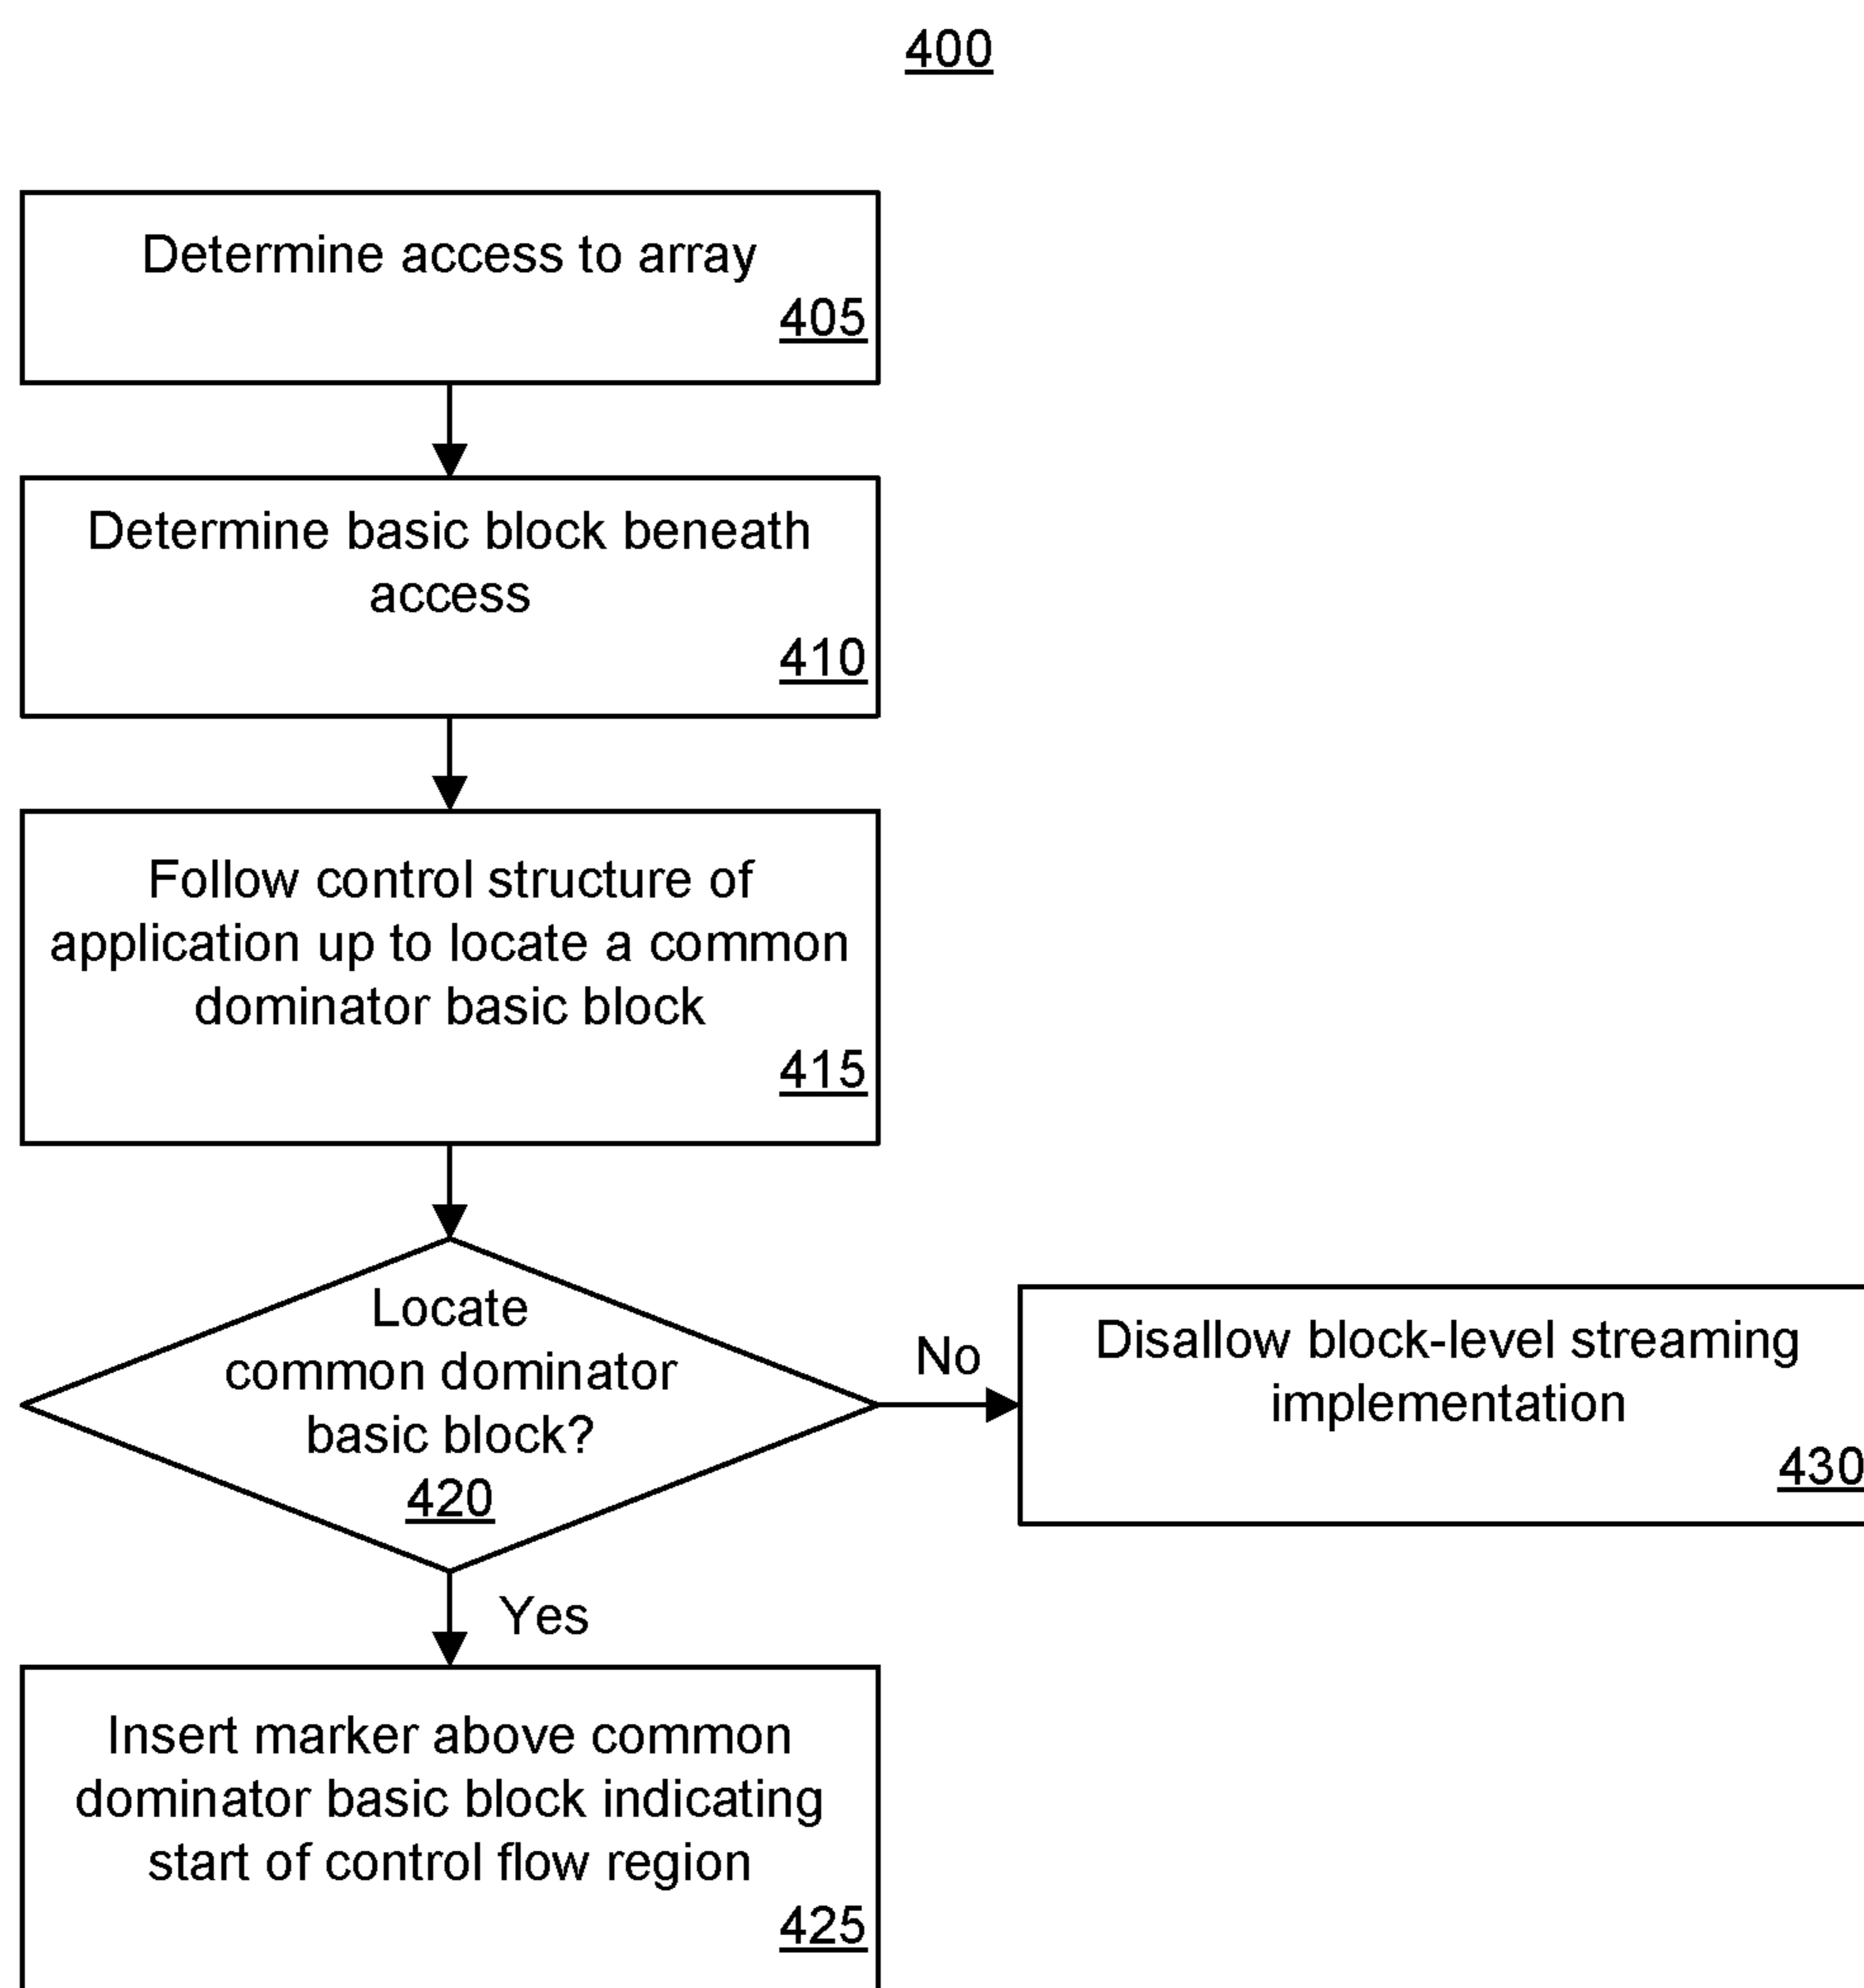 400
Determine access to array
405
Determine basic block beneath
access
410
Follow control structure of
application up to locate a common
dominator basic block
415
Locate
common dominator
basic block?
420
No
Disallow block-level streaming
implementation
430
Yes
Insert marker above common
dominator basic block indicating
start of control flow region
425